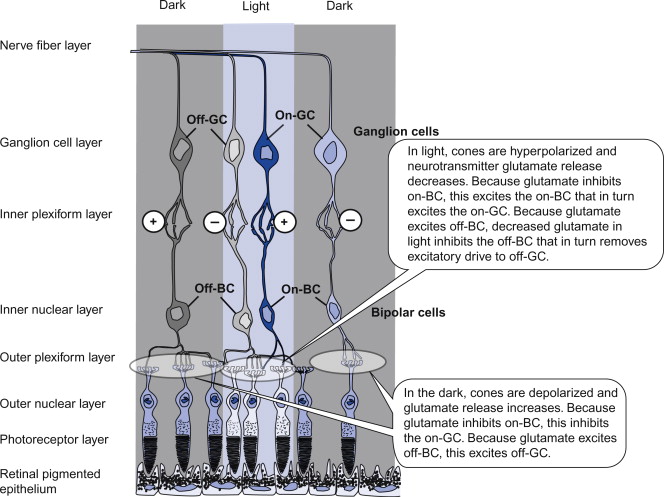 Dark Light Dark
Nerve fiber layer
Off-GC On-GC
Ganglion cells
Ganglion cell layer
In light, cones are hyperpolarized and
neurotransmitter glutamate release
decreases. Because glutamate inhibits
on-BC, this excites the on-BC that in turn
excites the on-GC. Because glutamate
excites off-BC, decreased glutamate in
light inhibits the off-BC that in turn removes
excitatory drive to off-GC.
Inner plexiform layer
+ − + −
Off-BC On-BC
Inner nuclear layer
Bipolar cells
Outer plexiform layer
In the dark, cones are depolarized and
glutamate release increases. Because
glutamate inhibits on-BC, this inhibits
the on-GC. Because glutamate excites
off-BC, this excites off-GC.
Outer nuclear layer
Photoreceptor layer
Retinal pigmented
epithelium